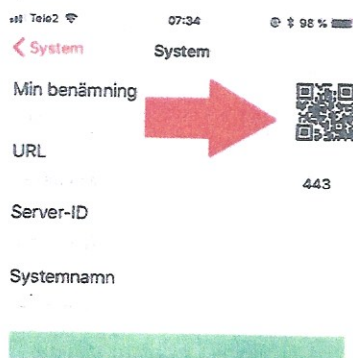 Tele2 07:34 98 %
System System
Min benämning
URL
443
Server-ID
Systemnamn